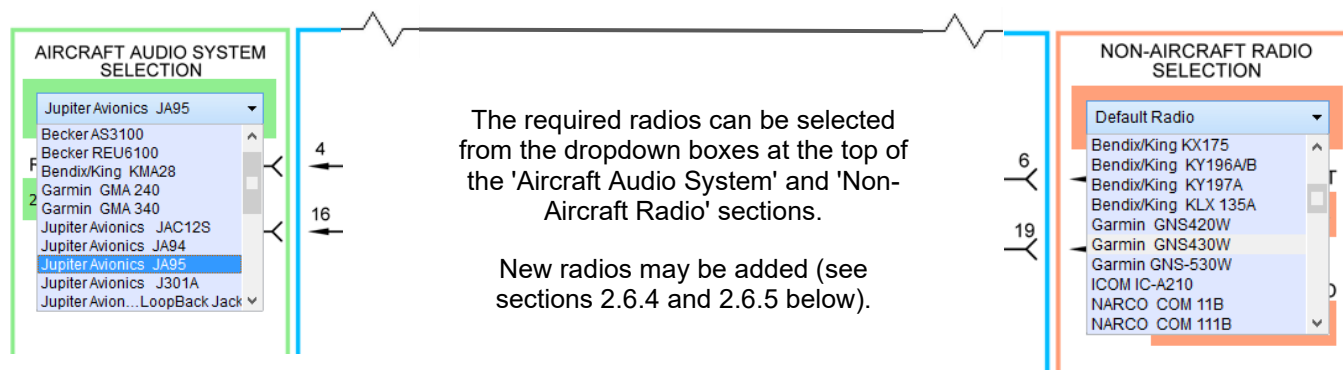 AIRCRAFT AUDIO SYSTEM
SELECTION
Jupiter Avionics JA95
Becker AS3100
Becker REU6100
Bendix/King KMA28
Garmin GMA 240
Garmin GMA 340
Jupiter Avionics JAC12S
Jupiter Avionics JA94
Jupiter Avionics JA95
Jupiter Avionics J301A
Jupiter Avion...LoopBack Jack
4
16
The required radios can be selected
from the dropdown boxes at the top of
the 'Aircraft Audio System' and 'Non-
Aircraft Radio' sections.
New radios may be added (see
sections 2.6.4 and 2.6.5 below).
6
19
NON-AIRCRAFT RADIO
SELECTION
Default Radio
Bendix/King KX175
Bendix/King KY196A/B
Bendix/King KY197A
Bendix/King KLX 135A
Garmin GNS420W
Garmin GNS430W
Garmin GNS-530W
ICOM IC-A210
NARCO COM 11B
NARCO COM 111B